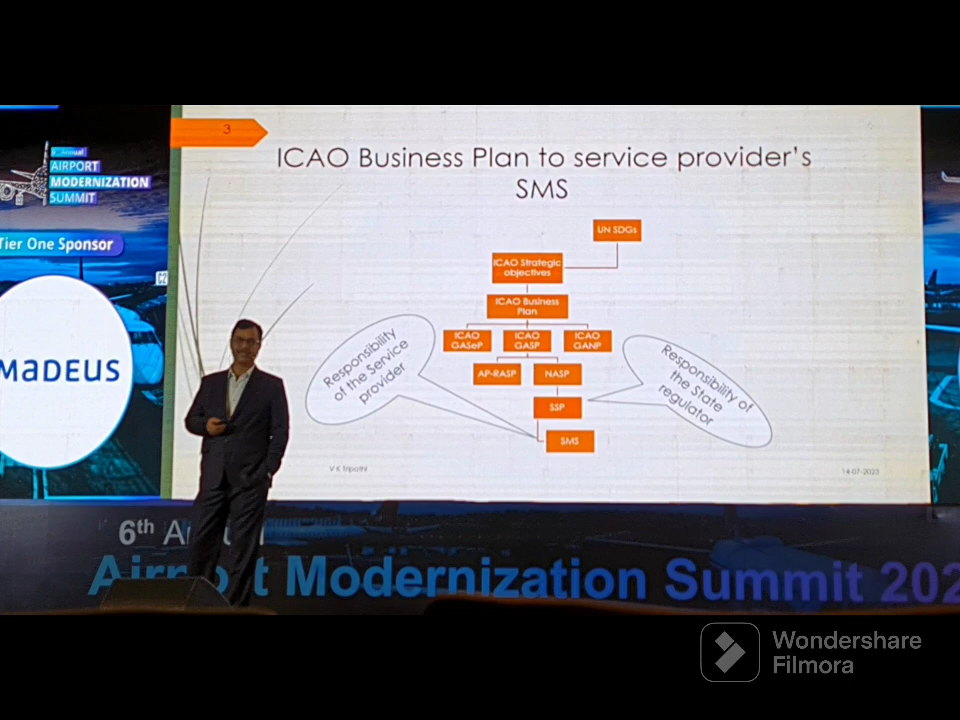 3
ICAO Business Plan to service provider's
SMS
Annual
AIRPORT
MODERNIZATION
SUMMIT
Tier One Sponsor
MaDEUS
UN SDGs
ICAO Strategic
objectives
ICAO Business
Plan
ICAO
GASeP
ICAO
GASP
ICAO
GANP
AP-RASP
NASP
SSP
SMS
Responsibility
of the Service
provider
Responsibility of
the State
regulator
V K Tripathi
14-07-2023
6th
Modernization Summit 202
Wondershare
Filmora